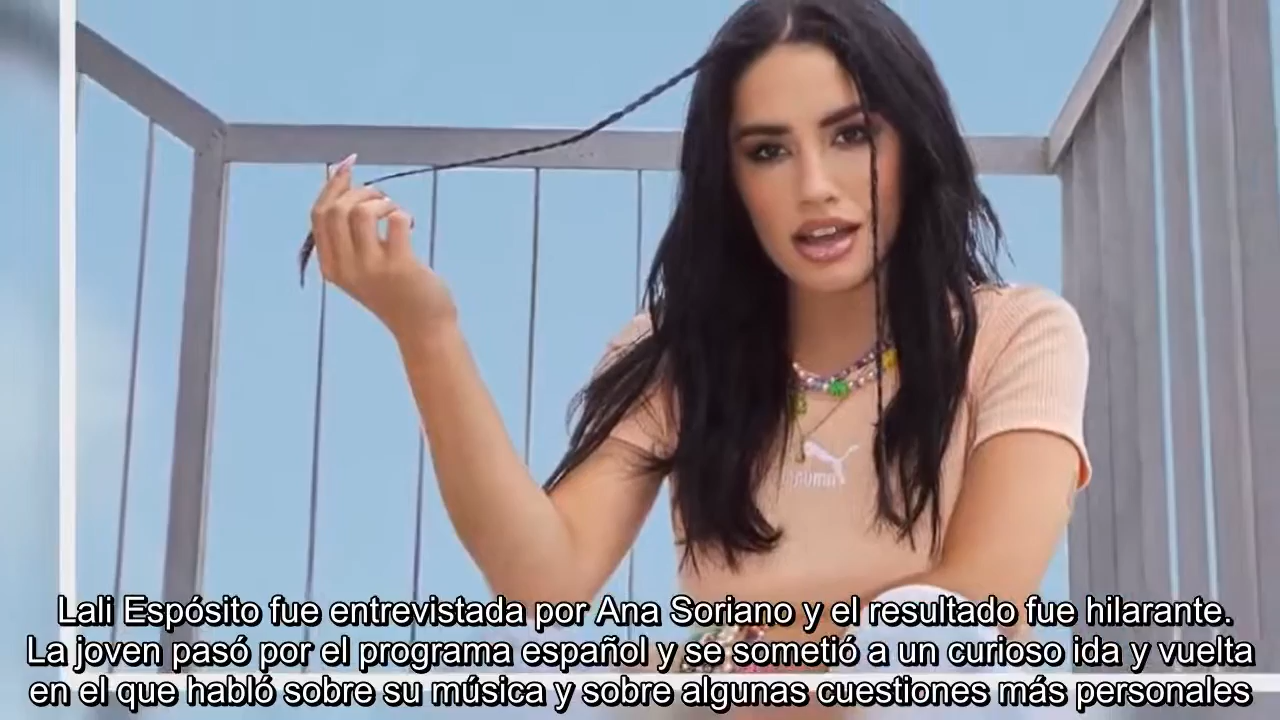 PUMA
Lali Espósito fue entrevistada por Ana Soriano y el resultado fue hilarante.
La joven pasó por el programa español y se sometió a un curioso ida y vuelta
en el que habló sobre su música y sobre algunas cuestiones más personales